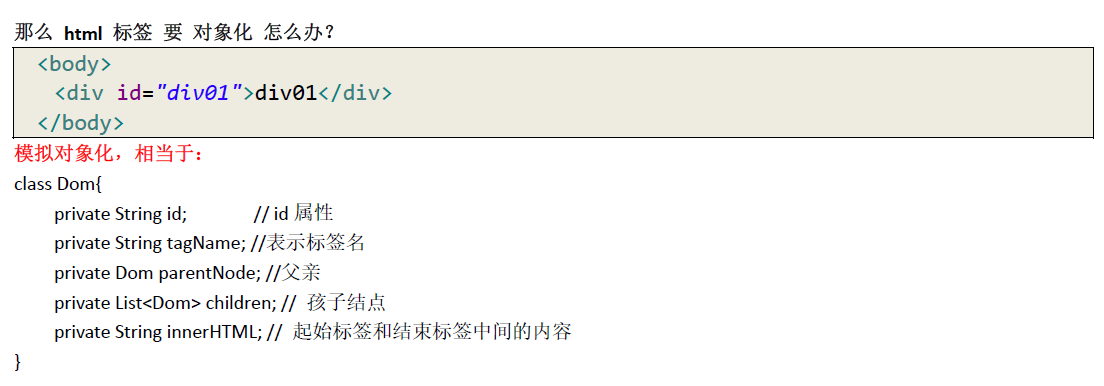 那么 html 标签 要 对象化 怎么办？
<body>
<div id="div01">div01</div>
</body>
模拟对象化，相当于：
class Dom{
private String id; // id 属性
private String tagName; //表示标签名
private Dom parentNode; //父亲
private List<Dom> children; // 孩子结点
private String innerHTML; // 起始标签和结束标签中间的内容
}